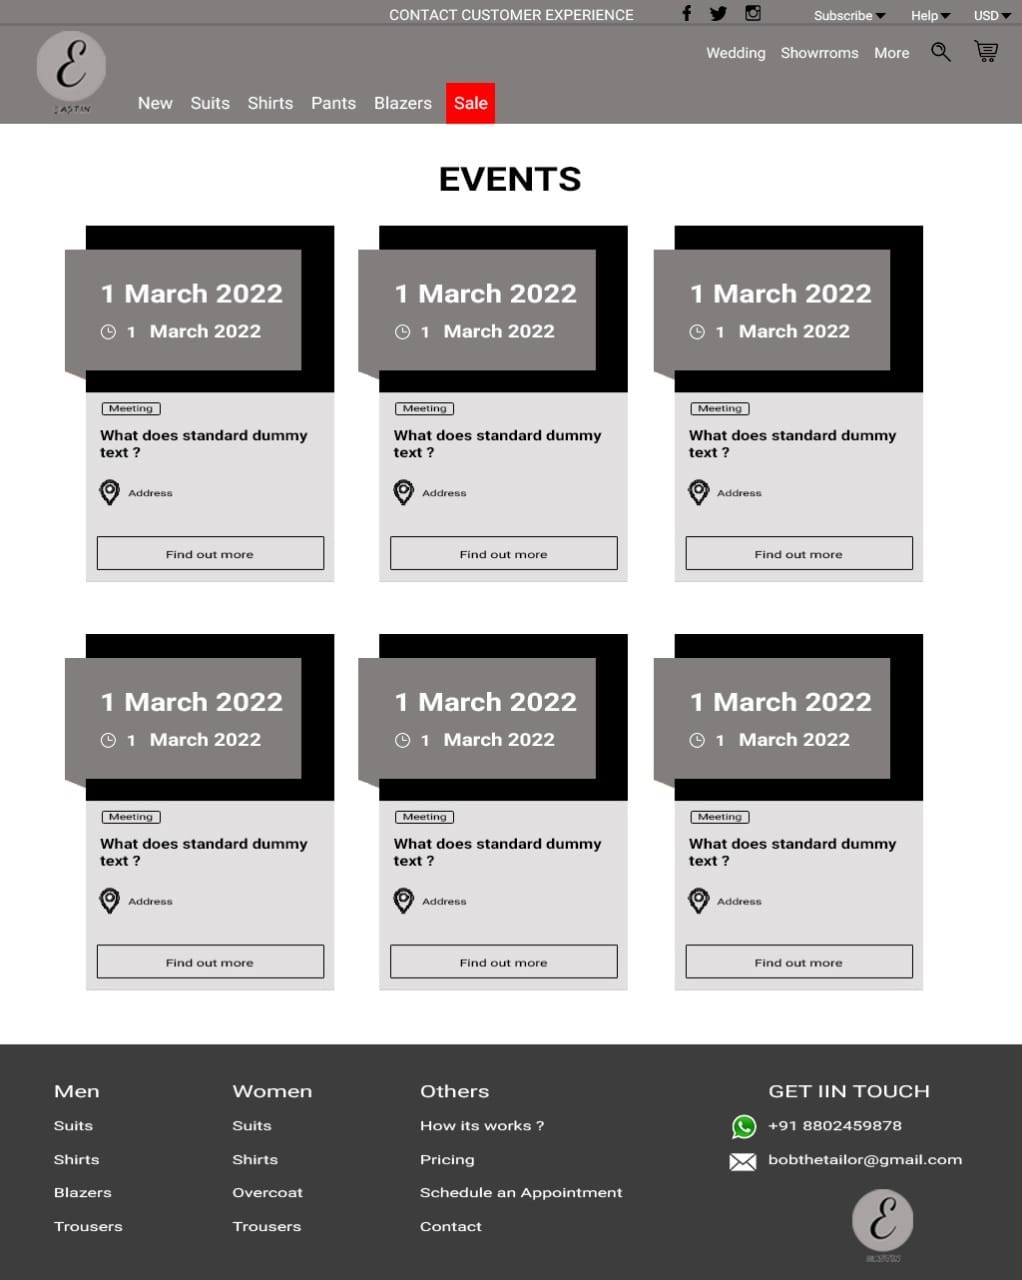 CONTACT CUSTOMER EXPERIENCE Subscribe Help USD
Wedding Showrroms More
E
New Suits Shirts Pants Blazers Sale
EVENTS
1 March 2022 1 March 2022 1 March 2022
1 March 2022 1 March 2022 1 March 2022
Meeting Meeting Meeting
What does standard dummy What does standard dummy What does standard dummy
text ? text ? text ?
Address Address Address
Find out more Find out more Find out more
1 March 2022 1 March 2022 1 March 2022
1 March 2022 1 March 2022 1 March 2022
Meeting Meeting Meeting
What does standard dummy What does standard dummy What does standard dummy
text ? text ? text ?
Address Address Address
Find out more Find out more Find out more
Men Women Others GET IIN TOUCH
Suits Suits How its works ? +91 8802459878
Shirts Shirts Pricing bobthetailor@gmail.com
Blazers Overcoat Schedule an Appointment
Trousers Trousers Contact
E